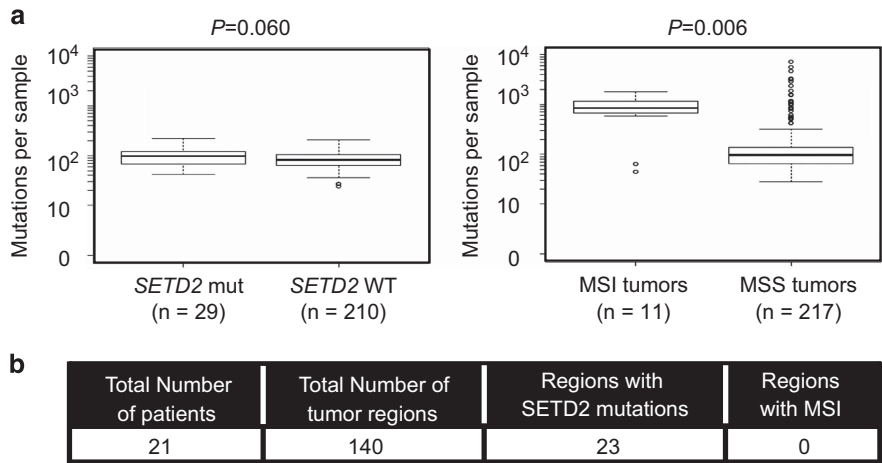 a
P=0.060
P=0.006
Mutations per sample
10^4
10^3
10^2
10
0
SETD2 mut
(n = 29)
SETD2 WT
(n = 210)
Mutations per sample
10^4
10^3
10^2
10
0
MSI tumors
(n = 11)
MSS tumors
(n = 217)
b
Total Number
of patients
Total Number of
tumor regions
Regions with
SETD2 mutations
Regions
with MSI
21
140
23
0